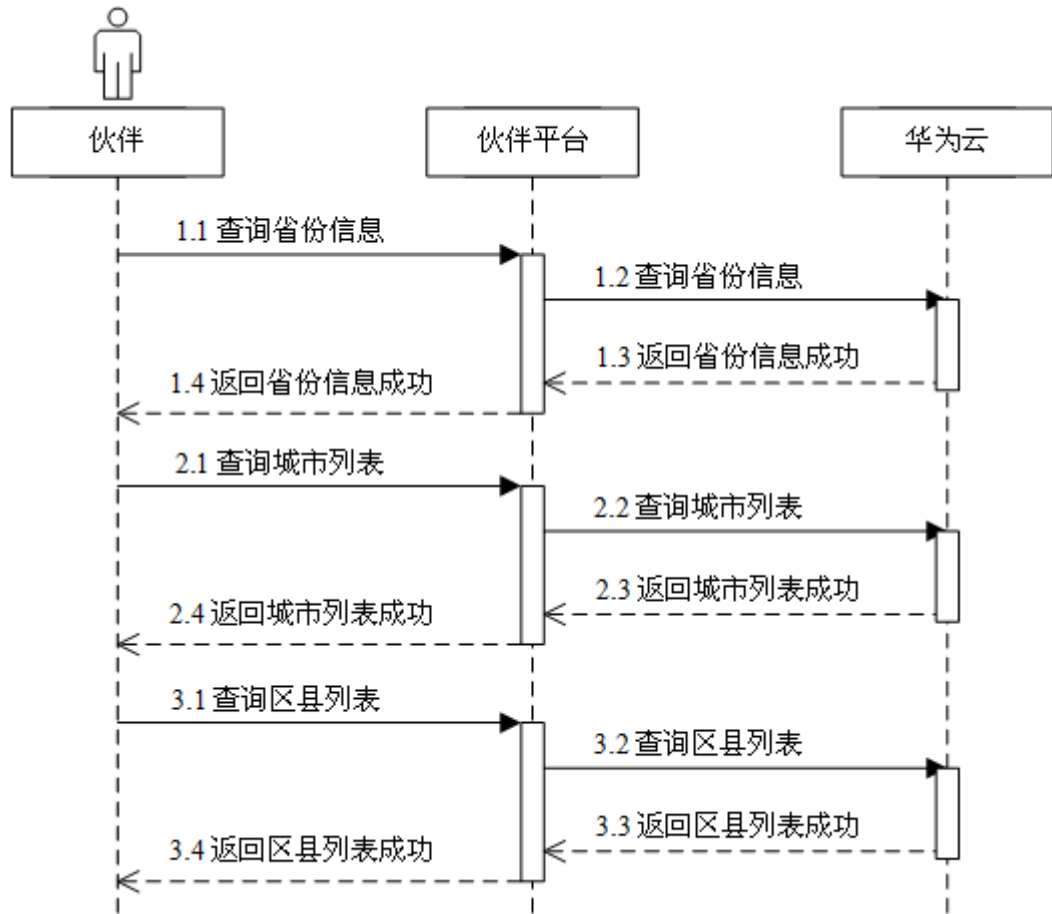 伙伴
伙伴平台
华为云
1.1 查询省份信息
1.2 查询省份信息
1.3 返回省份信息成功
1.4 返回省份信息成功
2.1 查询城市列表
2.2 查询城市列表
2.3 返回城市列表成功
2.4 返回城市列表成功
3.1 查询区县列表
3.2 查询区县列表
3.3 返回区县列表成功
3.4 返回区县列表成功